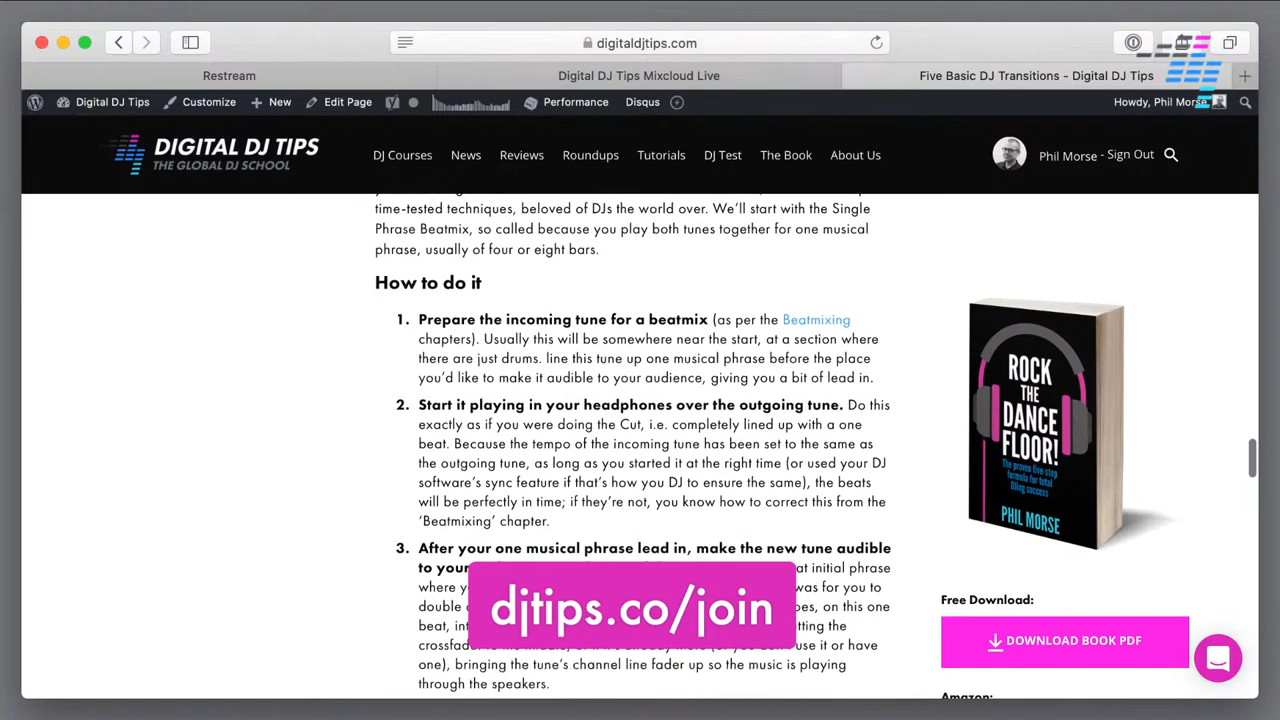 digitaldjtips.com
Restream
Digital DJ Tips Mixcloud Live
Five Basic DJ Transitions - Digital DJ Tips
Digital DJ Tips
Customize
New
Edit Page
Performance
Disqus
Howdy, Phil Morse
DIGITAL DJ TIPS
THE GLOBAL DJ SCHOOL
DJ Courses
News
Reviews
Roundups
Tutorials
DJ Test
The Book
About Us
Phil Morse - Sign Out
time-tested techniques, beloved of DJs the world over. We'll start with the Single
Phrase Beatmix, so called because you play both tunes together for one musical
phrase, usually of four or eight bars.
How to do it
1. Prepare the incoming tune for a beatmix (as per the Beatmixing
chapters). Usually this will be somewhere near the start, at a section where
there are just drums. line this tune up one musical phrase before the place
you'd like to make it audible to your audience, giving you a bit of lead in.
2. Start it playing in your headphones over the outgoing tune. Do this
exactly as if you were doing the Cut, i.e. completely lined up with a one
beat. Because the tempo of the incoming tune has been set to the same as
the outgoing tune, as long as you started it at the right time (or used your DJ
software's sync feature if that's how you DJ to ensure the same), the beats
will be perfectly in time; if they're not, you know how to correct this from the
'Beatmixing' chapter.
3. After your one musical phrase lead in, make the new tune audible
to your at initial phrase
where was for you to
double on this one
beat, tting the
crossfad use it or have
one), bringing the tune's channel line fader up so the music is playing
through the speakers.
djtips.co/join
ROCK
THE
DANCE
FLOOR!
The proven five-step
formula for total
DJing success
PHIL MORSE
Free Download:
DOWNLOAD BOOK PDF
Amazon: